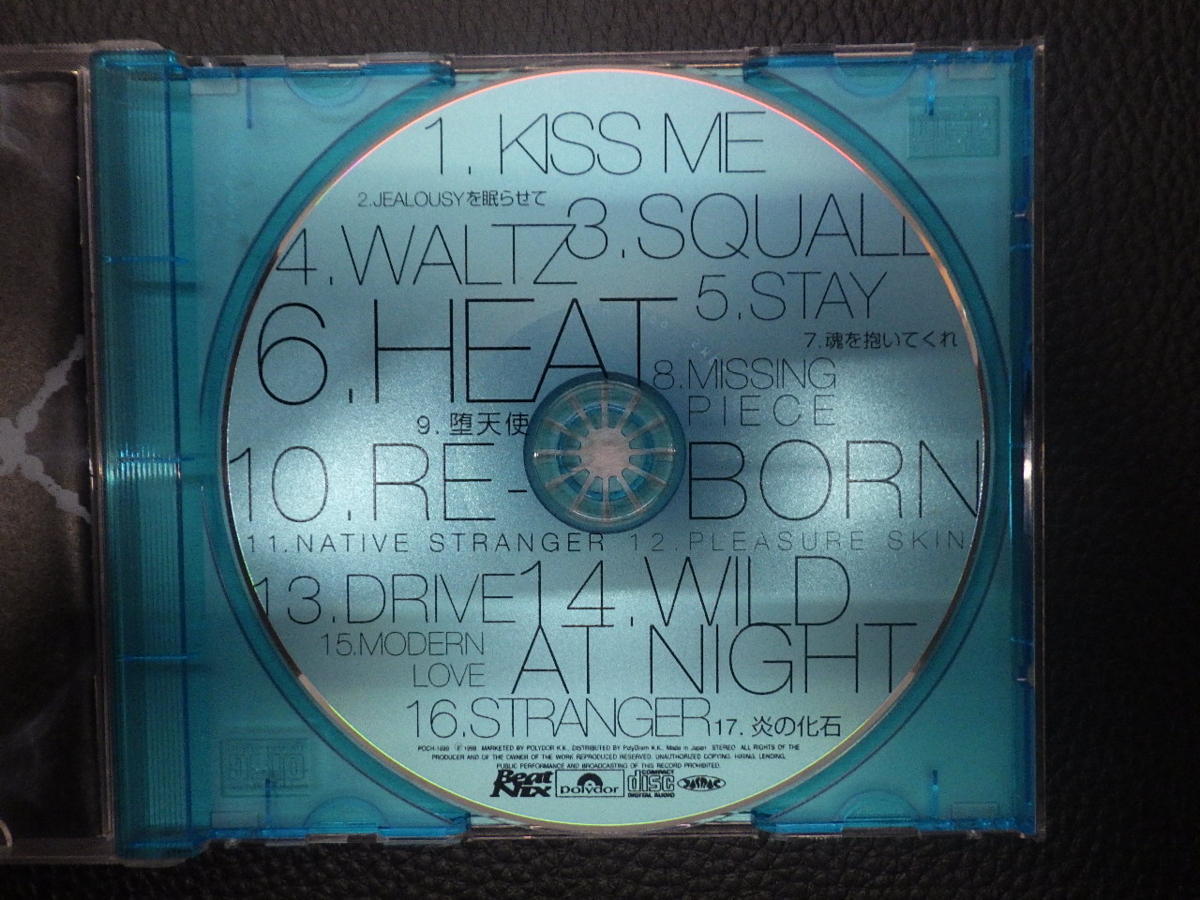 1. KISS ME
2.JEALOUSYを眠らせて
3.SQUALL
4.WALTZ
5.STAY
6.HEAT
7.魂を抱いてくれ
8.MISSING
PIECE
9.堕天使
10.RE-BORN
11.NATIVE STRANGER 12.PLEASURE SKIN
13.DRIVE 14.WILD
AT NIGHT
15.MODERN
LOVE
16.STRANGER 17.炎の化石
MARKETED BY POLYDOR K.K., DISTRIBUTED BY PolyGram K.K. Made in Japan STEREO ALL RIGHTS OF THE
PRODUCER AND OF THE OWNER OF THE WORK REPRODUCED RESERVED. UNAUTHORIZED COPYING, HIRING, LENDING,
PUBLIC PERFORMANCE AND BROADCASTING OF THIS RECORD PROHIBITED.
Beat Nix polydor COMPACT disc DIGITAL AUDIO JASRAC